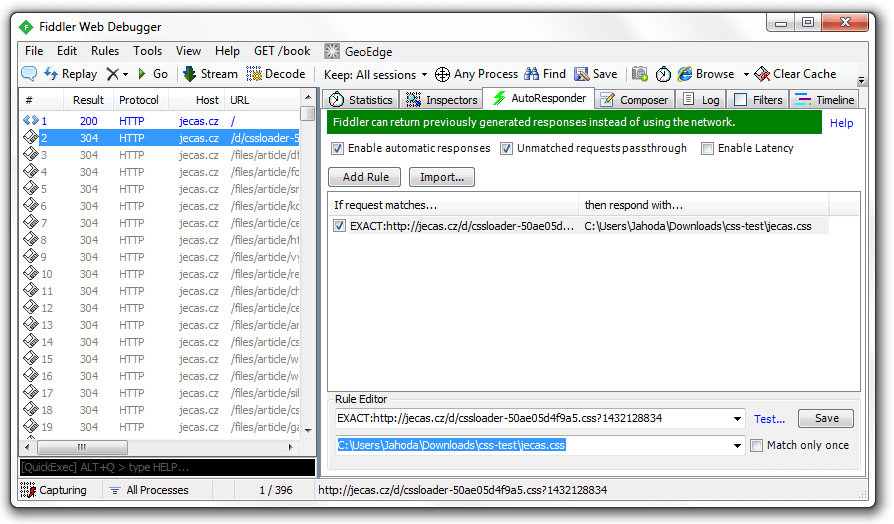 Fiddler Web Debugger
File Edit Rules Tools View Help GET /book GeoEdge
Replay Go Stream Decode Keep: All sessions Any Process Find Save Browse Clear Cache
# Result Protocol Host URL
1 200 HTTP jecas.cz /
2 304 HTTP jecas.cz /d/cssloader-5
3 304 HTTP jecas.cz /files/article/
4 304 HTTP jecas.cz /files/article/fo
5 304 HTTP jecas.cz /files/article/sr
6 304 HTTP jecas.cz /files/article/ko
7 304 HTTP jecas.cz /files/article/ce
8 304 HTTP jecas.cz /files/article/ht
9 304 HTTP jecas.cz /files/article/vy
10 304 HTTP jecas.cz /files/article/re
11 304 HTTP jecas.cz /files/article/ch
12 304 HTTP jecas.cz /files/article/ce
13 304 HTTP jecas.cz /files/article/ar
14 304 HTTP jecas.cz /files/article/cs
15 304 HTTP jecas.cz /files/article/w
16 304 HTTP jecas.cz /files/article/w
17 304 HTTP jecas.cz /files/article/sil
18 304 HTTP jecas.cz /files/article/cs
19 304 HTTP jecas.cz /files/article/ga
[QuickExec] ALT+Q > type HELP...
Statistics Inspectors AutoResponder Composer Log Filters Timeline
Fiddler can return previously generated responses instead of using the network. Help
Enable automatic responses Unmatched requests passthrough Enable Latency
Add Rule Import...
If request matches... then respond with...
EXACT:http://jecas.cz/d/cssloader-50ae05d... C:\Users\Jahoda\Downloads\css-test\jecas.css
Rule Editor
EXACT:http://jecas.cz/d/cssloader-50ae05d4f9a5.css?1432128834 Test... Save
C:\Users\Jahoda\Downloads\css-test\jecas.css Match only once
Capturing All Processes 1 / 396 http://jecas.cz/d/cssloader-50ae05d4f9a5.css?1432128834